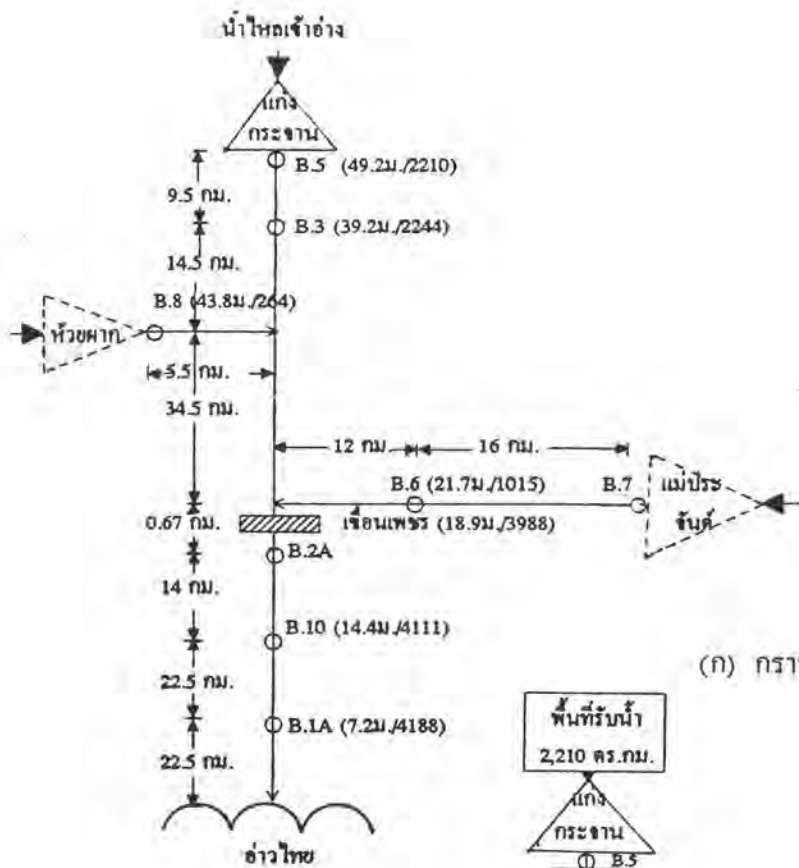 น้ำไหลเข้าอ่าง
แก่ง
กระจาน
B.5 (49.2ม./2210)
9.5 กม.
B.3 (39.2ม./2244)
14.5 กม.
B.8 (43.8ม./264)
ห้วยผาก
5.5 กม.
34.5 กม.
12 กม.
16 กม.
B.6 (21.7ม./1015)
B.7
แม่ประ
จันต์
0.67 กม.
เขื่อนเพชร (18.9ม./3988)
B.2A
14 กม.
B.10 (14.4ม./4111)
(ก)
22.5 กม.
B.1A (7.2ม./4188)
22.5 กม.
อ่าวไทย
พื้นที่รับน้ำ
2,210 ตร.กม.
แก่ง
กระจาน
B.5